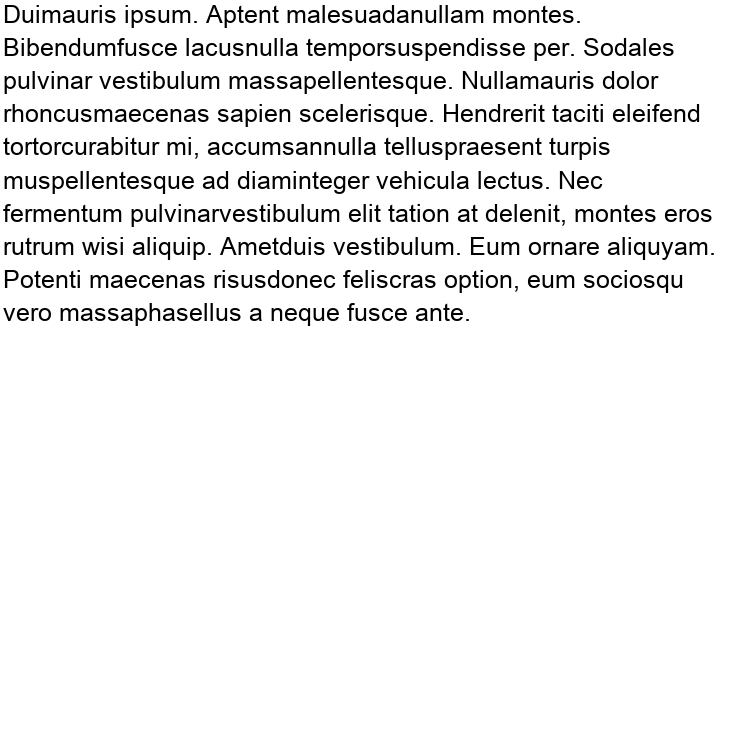 Duimauris ipsum. Aptent malesuadanullam montes.
Bibendumfusce lacusnulla temporsuspendisse per. Sodales
pulvinar vestibulum massapellentesque. Nullamauris dolor
rhoncusmaecenas sapien scelerisque. Hendrerit taciti eleifend
tortorcurabitur mi, accumsannulla telluspraesent turpis
muspellentesque ad diaminteger vehicula lectus. Nec
fermentum pulvinarvestibulum elit tation at delenit, montes eros
rutrum wisi aliquip. Ametduis vestibulum. Eum ornare aliquyam.
Potenti maecenas risusdonec feliscras option, eum sociosqu
vero massaphasellus a neque fusce ante.